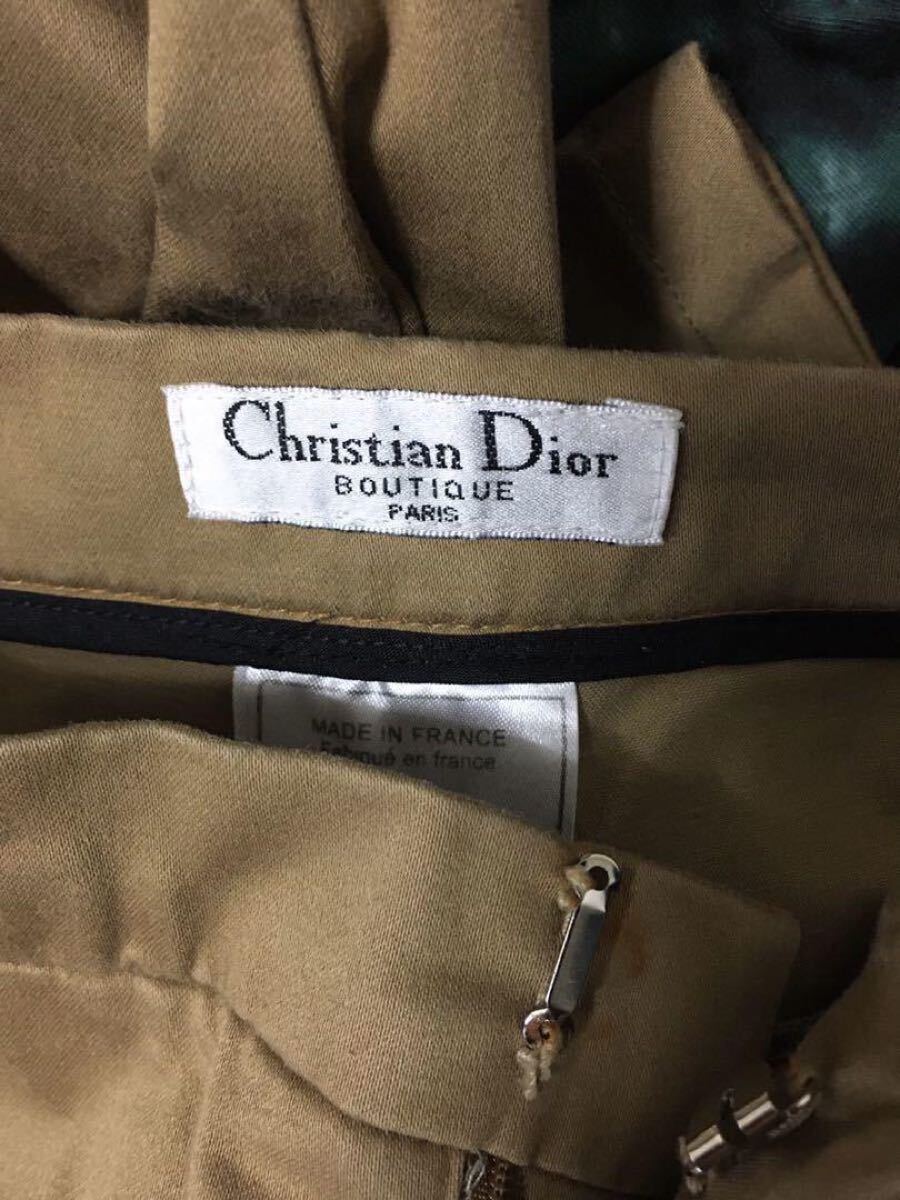 Christian Dior
BOUTIQUE
PARIS
MADE IN FRANCE
Fabriqué en france